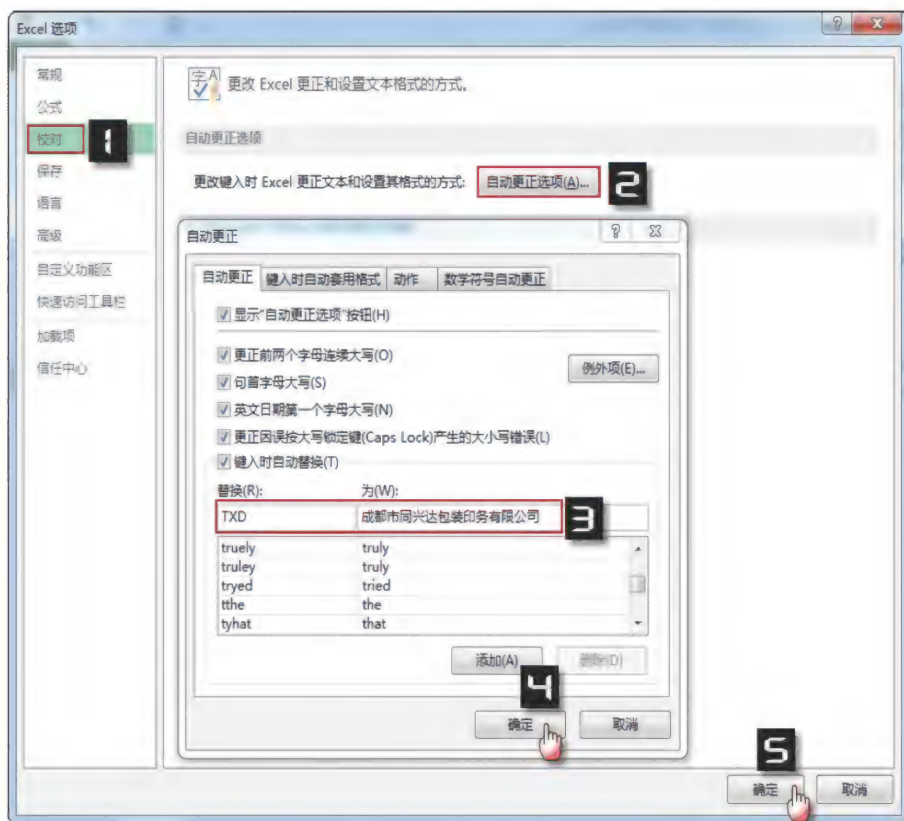 Excel 选项
常规
公式
校对
1
保存
语言
高级
自定义功能区
快速访问工具栏
加载项
信任中心
更改 Excel 更正和设置文本格式的方式。
自动更正选项
更改键入时 Excel 更正文本和设置其格式的方式: 自动更正选项(A)... 2
自动更正
自动更正 键入时自动套用格式 动作 数学符号自动更正
显示“自动更正选项”按钮(H)
更正前两个字母连续大写(O)
例外项(E)...
句首字母大写(S)
英文日期第一个字母大写(N)
更正因误按大写锁定键(Caps Lock)产生的大小写错误(L)
键入时自动替换(T)
替换(R): 为(W):
TXD 成都市同兴达包装印务有限公司 3
truely truly
truley truly
tryed tried
tthe the
tyhat that
添加(A) 删除(D)
4
确定 取消
5
确定 取消